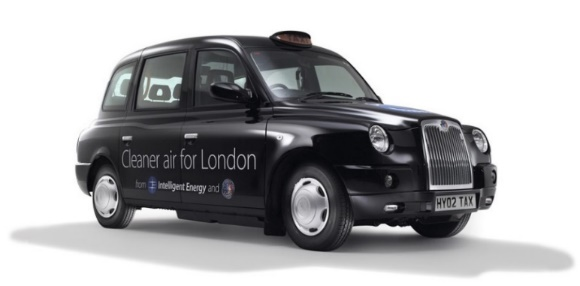 Cleaner air for London
from Intelligent Energy and
HY02 TAX